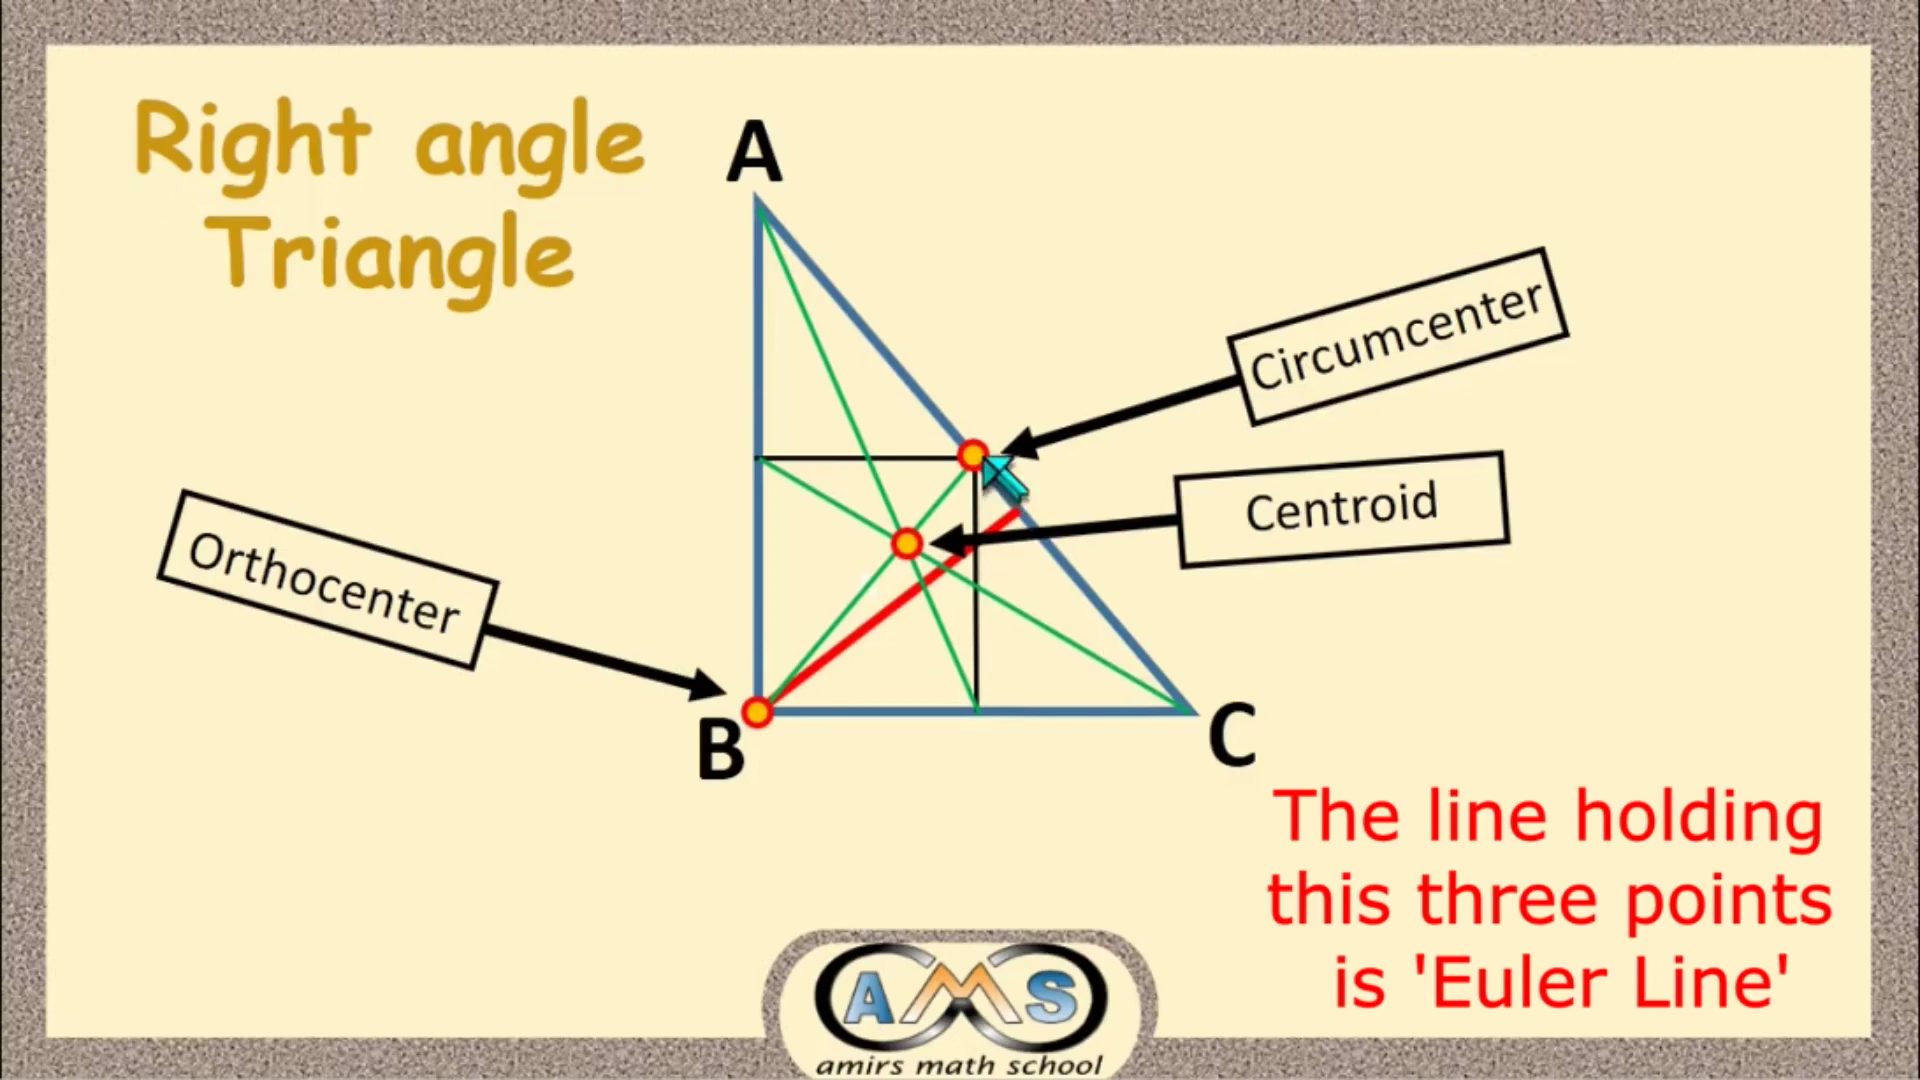 Right angle
Triangle
A
Circumcenter
Centroid
Orthocenter
B
C
The line holding
this three points
is 'Euler Line'
AMS
amirs math school